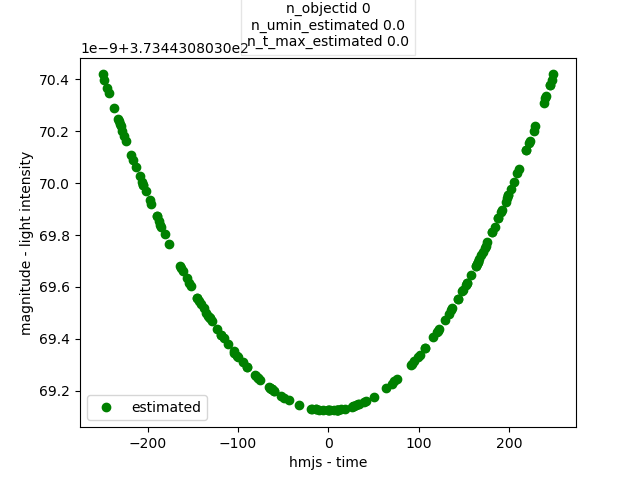 n_objectid 0
n_umin_estimated 0.0
n_t_max_estimated 0.0
1e-9+3.7344308030e2
70.4
70.2
70.0
69.8
69.6
69.4
69.2
magnitude - light intensity
estimated
−200
−100
0
100
200
hmjs - time